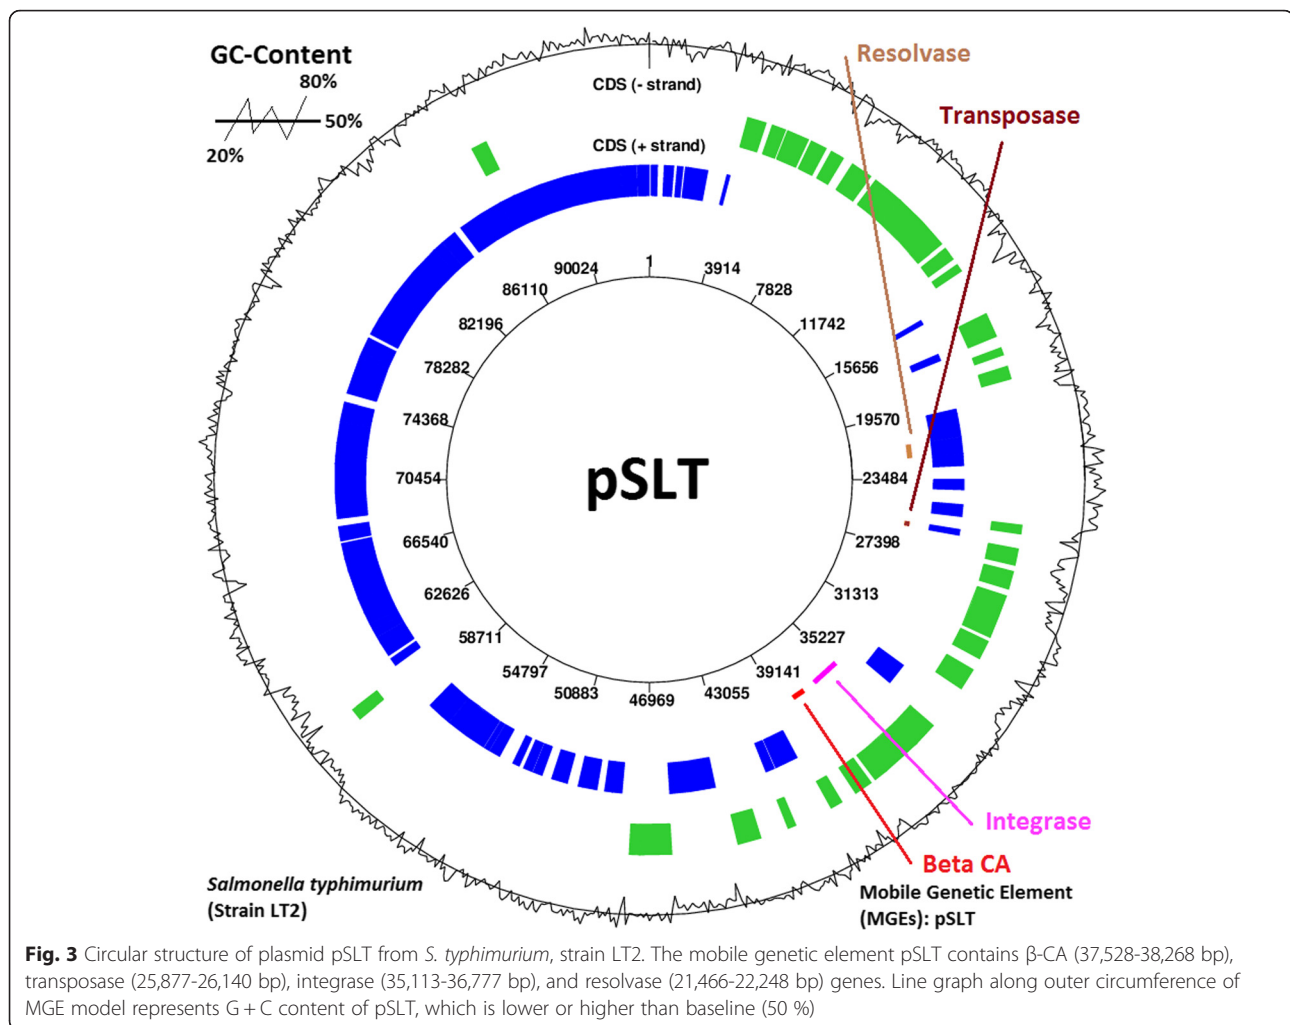 GC-Content
80%
50%
20%
Resolvase
Transposase
CDS (- strand)
CDS (+ strand)
1
3914
7828
11742
15656
19570
23484
27398
31313
35227
39141
43055
46969
50883
54797
58711
62626
66540
70454
74368
78282
82196
86110
90024
pSLT
Integrase
Beta CA
Mobile Genetic Element
(MGEs): pSLT
Salmonella typhimurium
(Strain LT2)
Fig. 3 Circular structure of plasmid pSLT from S. typhimurium, strain LT2. The mobile genetic element pSLT contains β-CA (37,528-38,268 bp),
transposase (25,877-26,140 bp), integrase (35,113-36,777 bp), and resolvase (21,466-22,248 bp) genes. Line graph along outer circumference of
MGE model represents G + C content of pSLT, which is lower or higher than baseline (50 %)